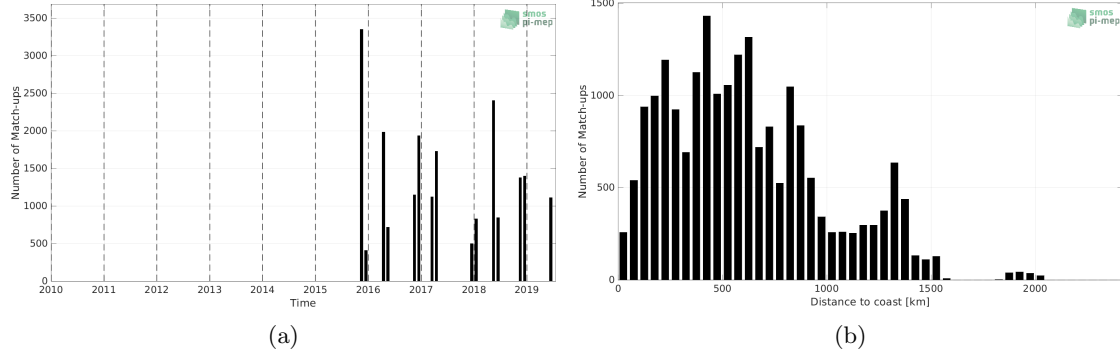 smos
pi-mep
Number of Match-ups
3500
3000
2500
2000
1500
1000
500
0
2010 2011 2012 2013 2014 2015 2016 2017 2018 2019
Time
(a)
smos
pi-mep
Number of Match-ups
1500
1000
500
0
0 500 1000 1500 2000
Distance to coast [km]
(b)